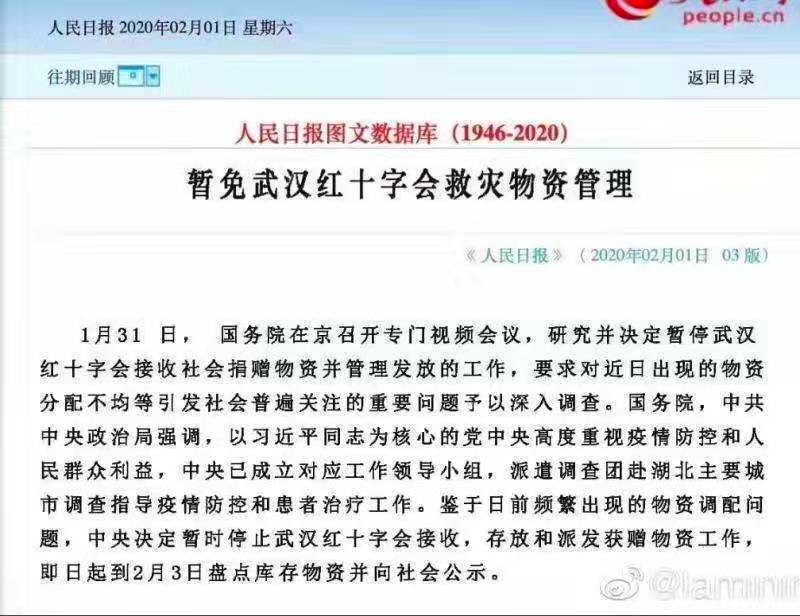 people.cn
人民日报 2020年02月01日 星期六
往期回顾
返回目录
人民日报图文数据库（1946-2020）
暂免武汉红十字会救灾物资管理
《人民日报》（2020年02月01日 03 版）
1月31 日， 国务院在京召开专门视频会议，研究并决定暂停武汉
红十字会接收社会捐赠物资并管理发放的工作，要求对近日出现的物资
分配不均等引发社会普遍关注的重要问题予以深入调查。国务院，中共
中央政治局强调，以习近平同志为核心的党中央高度重视疫情防控和人
民群众利益，中央已成立对应工作领导小组，派遣调查团赴湖北主要城
市调查指导疫情防控和患者治疗工作。鉴于日前频繁出现的物资调配问
题，中央决定暂时停止武汉红十字会接收，存放和派发获赠物资工作，
即日起到2月3日盘点库存物资并向社会公示。